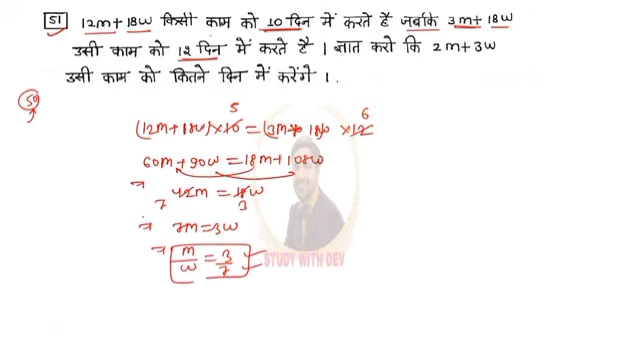 51 12m+18w किसी काम को 10 दिन में करते हैं जबकि 3m+18w
उसी काम को 12 दिन में करते हैं । ज्ञात करो कि 2m+3w
उसी काम को कितने दिन में करेंगे ।
(12m+18w)×10 5=(3m+18w ×12 6
60m+90w=18m+108w
⇒ 42m=18w 7 3
⇒ 7m=3w
⇒ m/w=3/7
STUDY WITH DEV